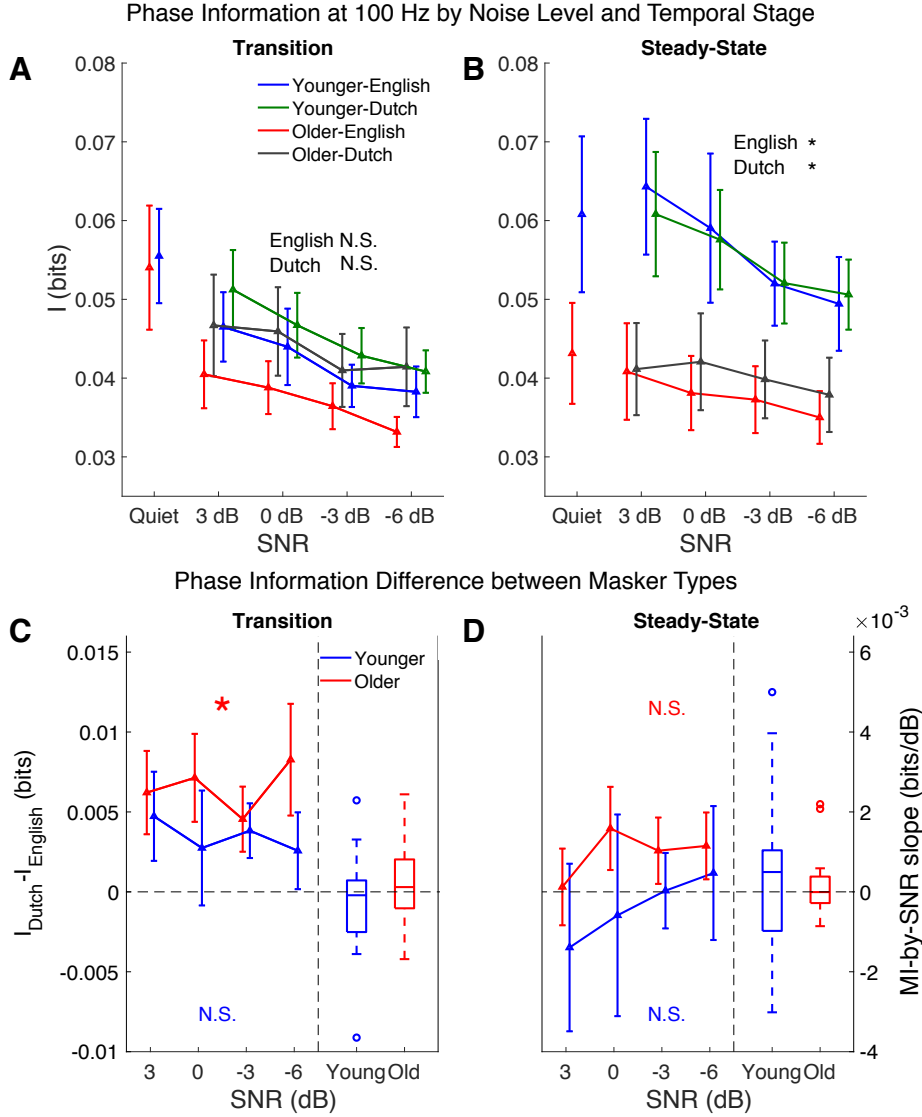 Phase Information at 100 Hz by Noise Level and Temporal Stage
A
Transition
B
Steady-State
0.08
0.07
0.06
0.05
0.04
0.03
I (bits)
Younger-English
Younger-Dutch
Older-English
Older-Dutch
English N.S.
Dutch N.S.
Quiet 3 dB 0 dB -3 dB -6 dB
SNR
0.08
0.07
0.06
0.05
0.04
0.03
English *
Dutch *
Quiet 3 dB 0 dB -3 dB -6 dB
SNR
Phase Information Difference between Masker Types
C
Transition
D
Steady-State
×10⁻³
0.015
0.01
0.005
0
-0.005
-0.01
I_Dutch -I_English (bits)
Younger
Older
*
N.S.
3 0 -3 -6 Young Old
SNR (dB)
N.S.
N.S.
3 0 -3 -6 Young Old
SNR (dB)
6
4
2
0
-2
-4
MI-by-SNR slope (bits/dB)